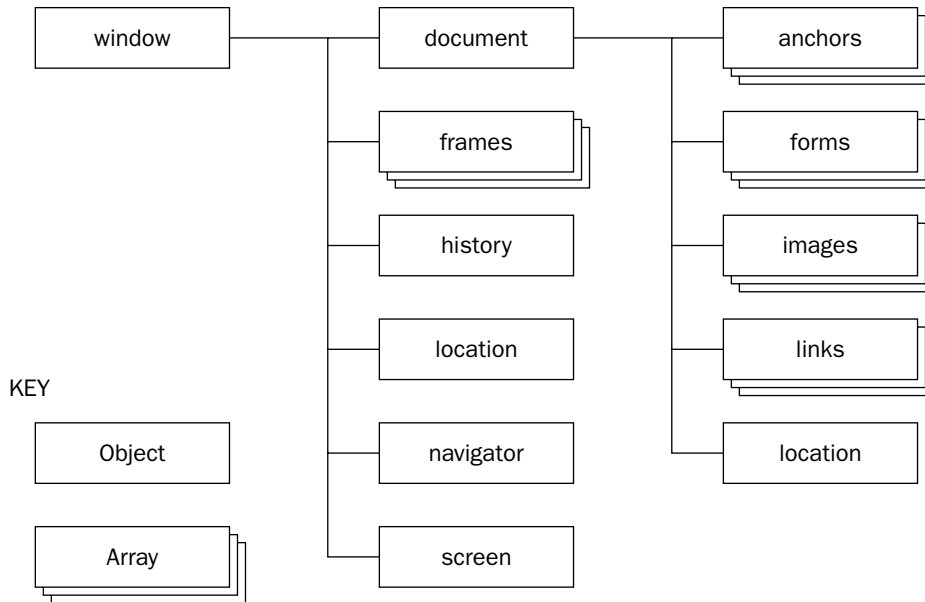 window
document
anchors
frames
forms
history
images
location
links
KEY
Object
navigator
location
Array
screen